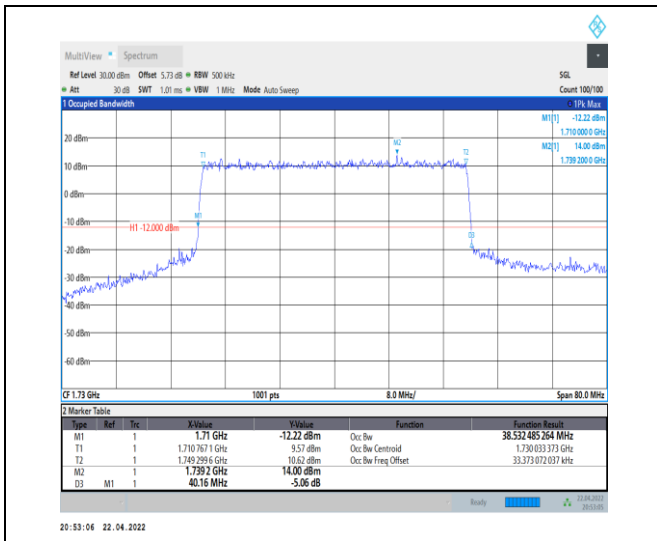 MultiView Spectrum
Ref Level 30.00 dBm Offset 5.73 dB RBW 500 kHz SGL
Att 30 dB SWT 1.01 ms VBW 1 MHz Mode Auto Sweep Count 100/100
1 Occupied Bandwidth 1Pk Max
M1[1] -12.22 dBm
1.710 000 0 GHz
M2[1] 14.00 dBm
1.739 200 0 GHz
20 dBm
M2
T1 T2
10 dBm
0 dBm
-10 dBm
M1
H1 -12.000 dBm
D3
-20 dBm
-30 dBm
-40 dBm
-50 dBm
-60 dBm
CF 1.73 GHz 1001 pts 8.0 MHz/ Span 80.0 MHz
2 Marker Table
Type Ref Trc X-Value Y-Value Function Function Result
M1 1 1.71 GHz -12.22 dBm Occ Bw 38.532 485 264 MHz
T1 1 1.710 767 1 GHz 9.57 dBm Occ Bw Centroid 1.730 033 373 GHz
T2 1 1.749 299 6 GHz 10.62 dBm Occ Bw Freq Offset 33.373 072 037 kHz
M2 1 1.739 2 GHz 14.00 dBm
D3 M1 1 40.16 MHz -5.06 dB
Ready 22.04.2022
20:53:05
20:53:06 22.04.2022